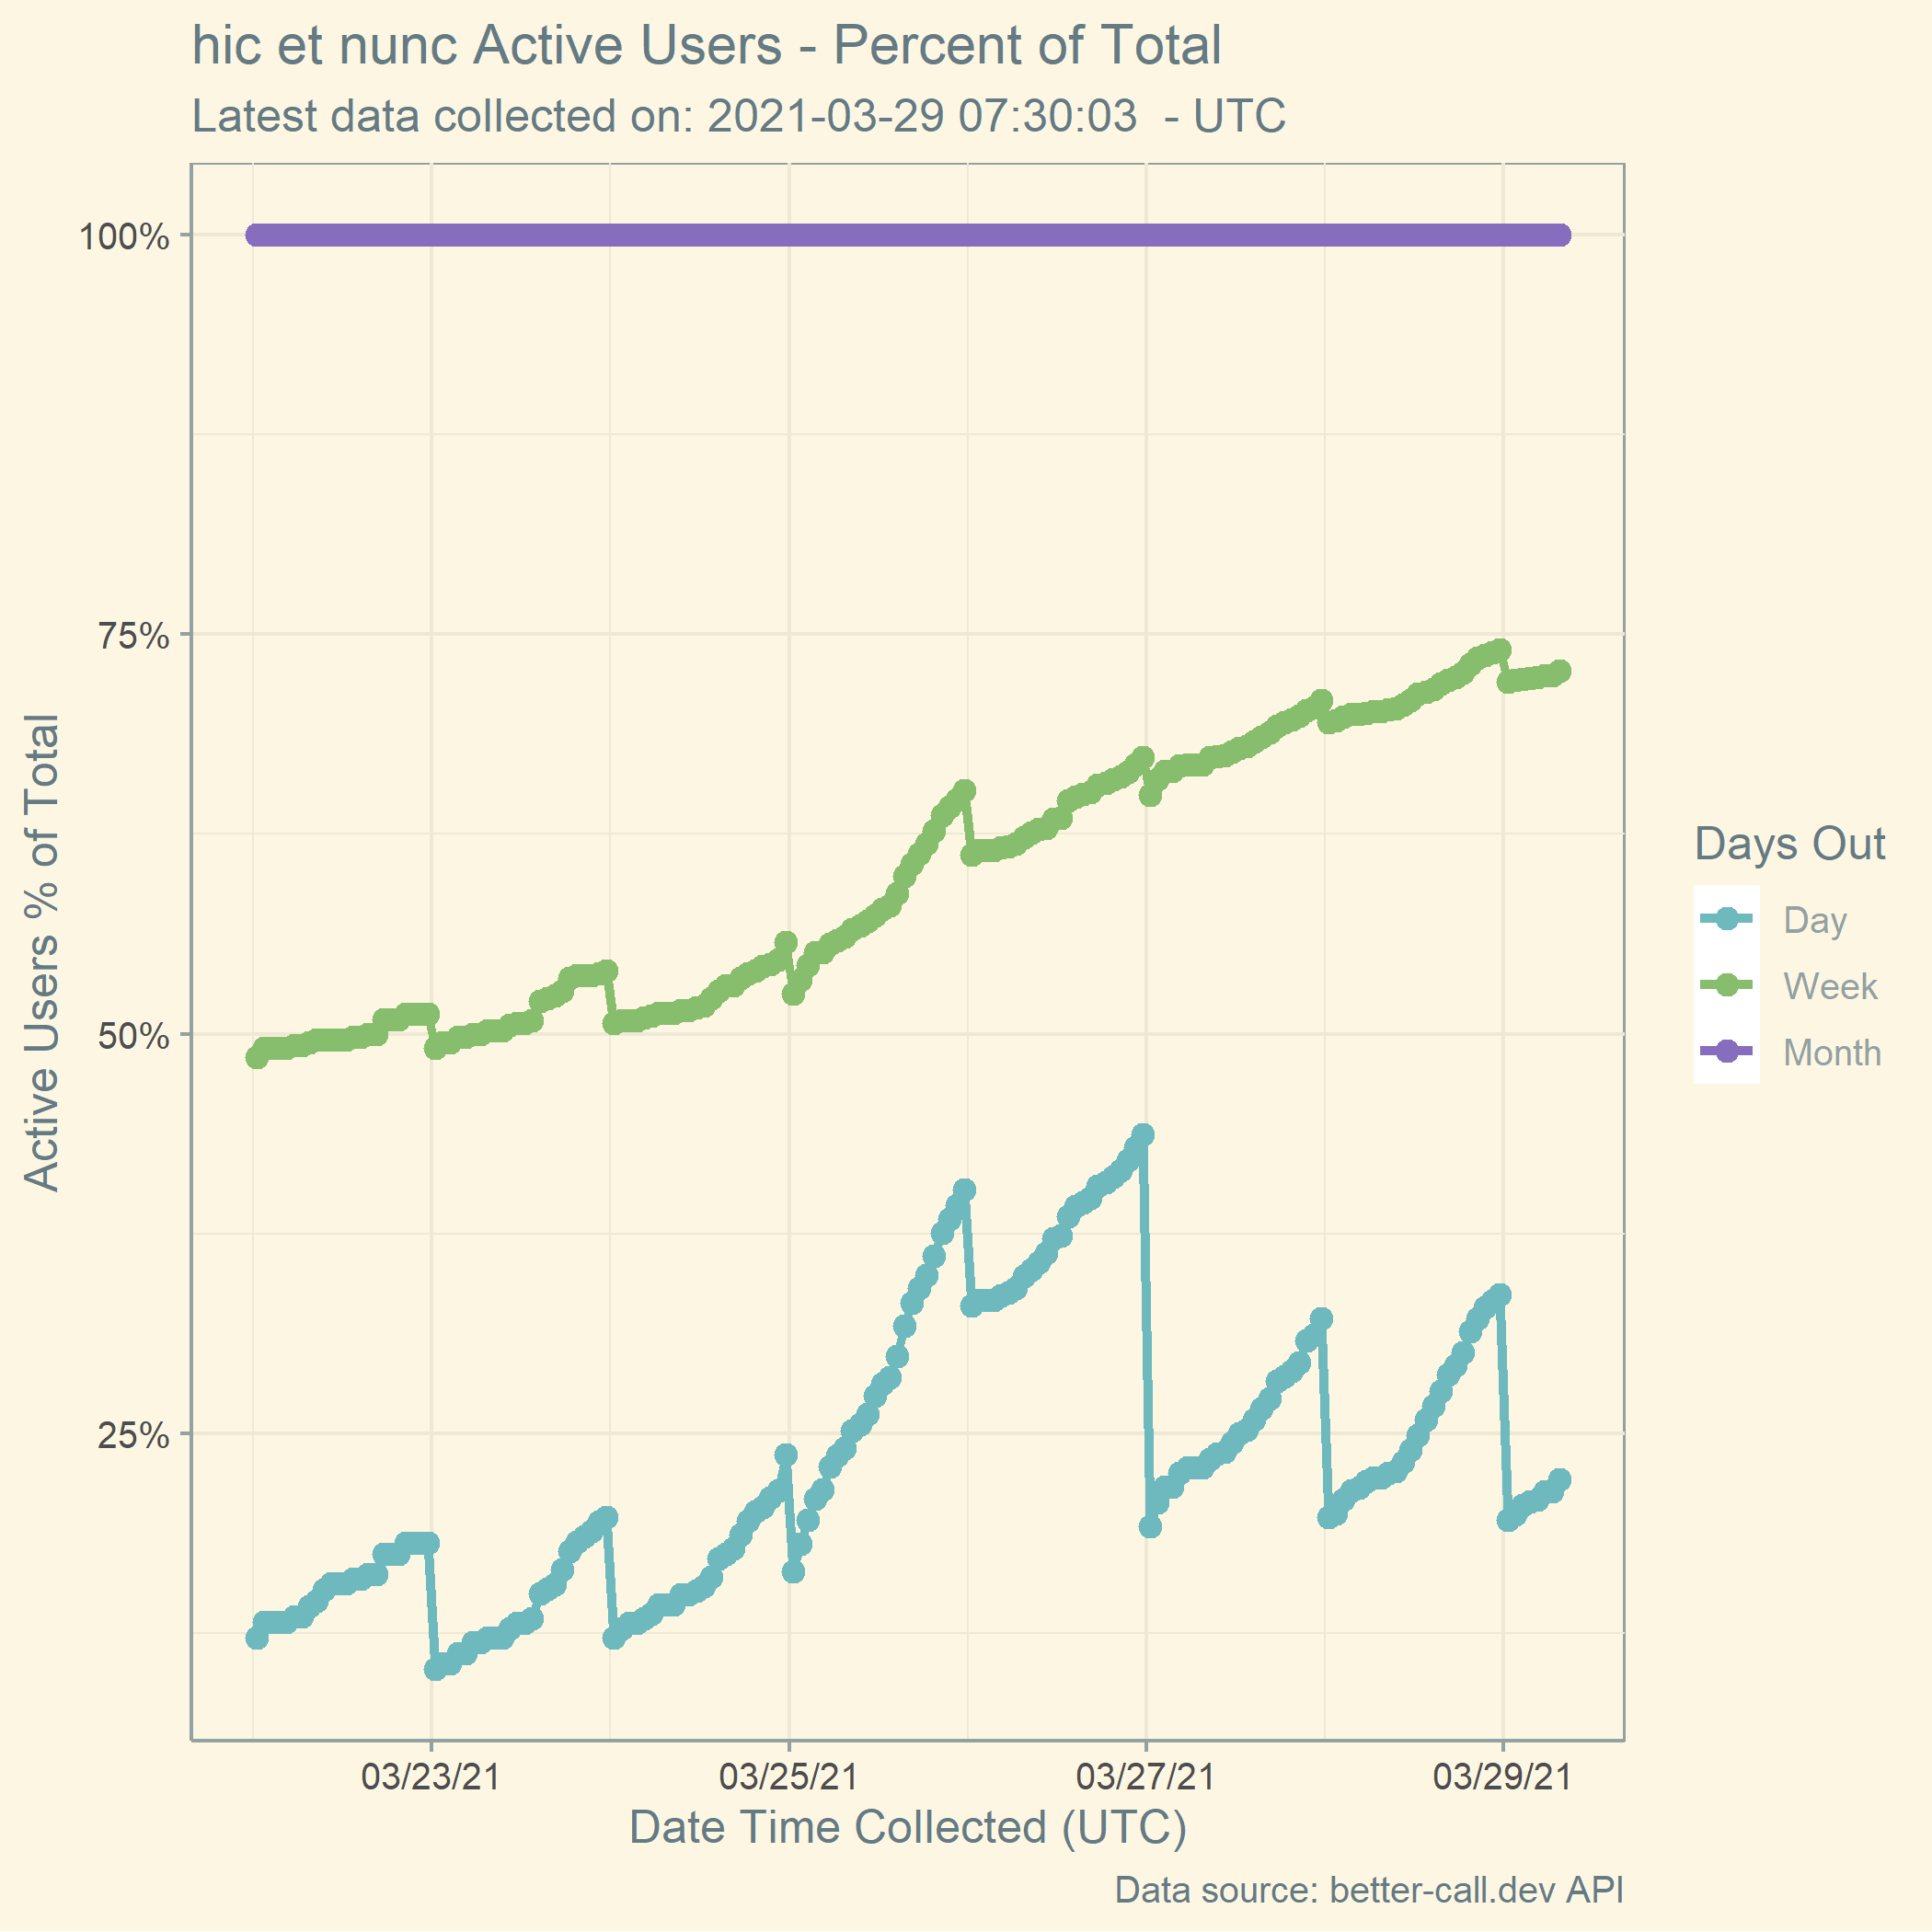 hic et nunc Active Users - Percent of Total
Latest data collected on: 2021-03-29 07:30:03  - UTC
Active Users % of Total
100%
75%
50%
25%
03/23/21
03/25/21
03/27/21
03/29/21
Date Time Collected (UTC)
Days Out
Day
Week
Month
Data source: better-call.dev API